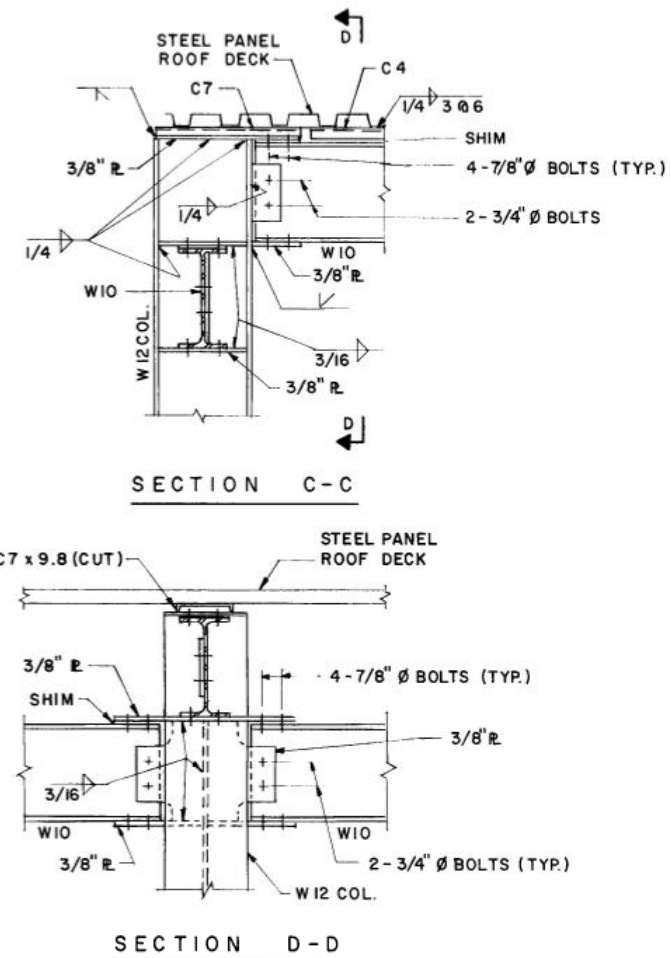 D
STEEL PANEL
ROOF DECK
C7
C4
1/4 3 @ 6
SHIM
3/8" PL
4-7/8" Ø BOLTS (TYP.)
1/4
2-3/4" Ø BOLTS
1/4
W10
3/8" PL
W10
W12 COL.
3/16
3/8" PL
D
SECTION C-C
C7 x 9.8 (CUT)
STEEL PANEL
ROOF DECK
3/8" PL
4-7/8" Ø BOLTS (TYP.)
SHIM
3/8" PL
3/16
W10
W10
3/8" PL
2-3/4" Ø BOLTS (TYP.)
W12 COL.
SECTION D-D